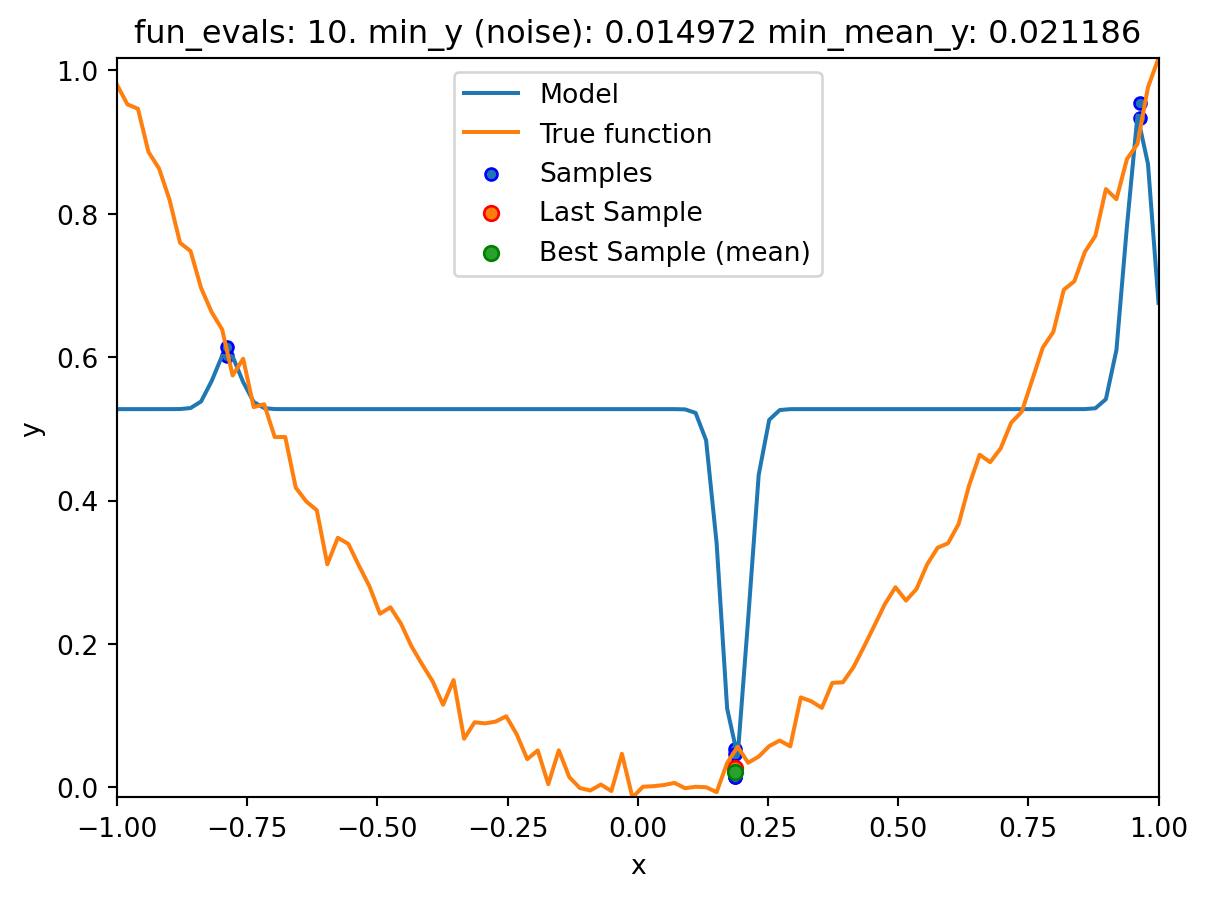 fun_evals: 10. min_y (noise): 0.014972 min_mean_y: 0.021186
Model
True function
Samples
Last Sample
Best Sample (mean)
1.0
0.8
0.6
0.4
0.2
0.0
y
−1.00 −0.75 −0.50 −0.25 0.00 0.25 0.50 0.75 1.00
x